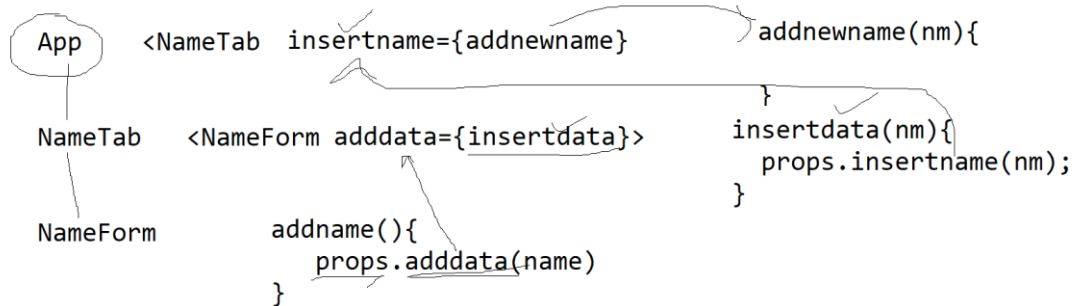 App <NameTab insertname={addnewname} addnewname(nm){
}
NameTab <NameForm adddata={insertdata}> insertdata(nm){
props.insertname(nm);
}
NameForm addname(){
props.adddata(name)
}